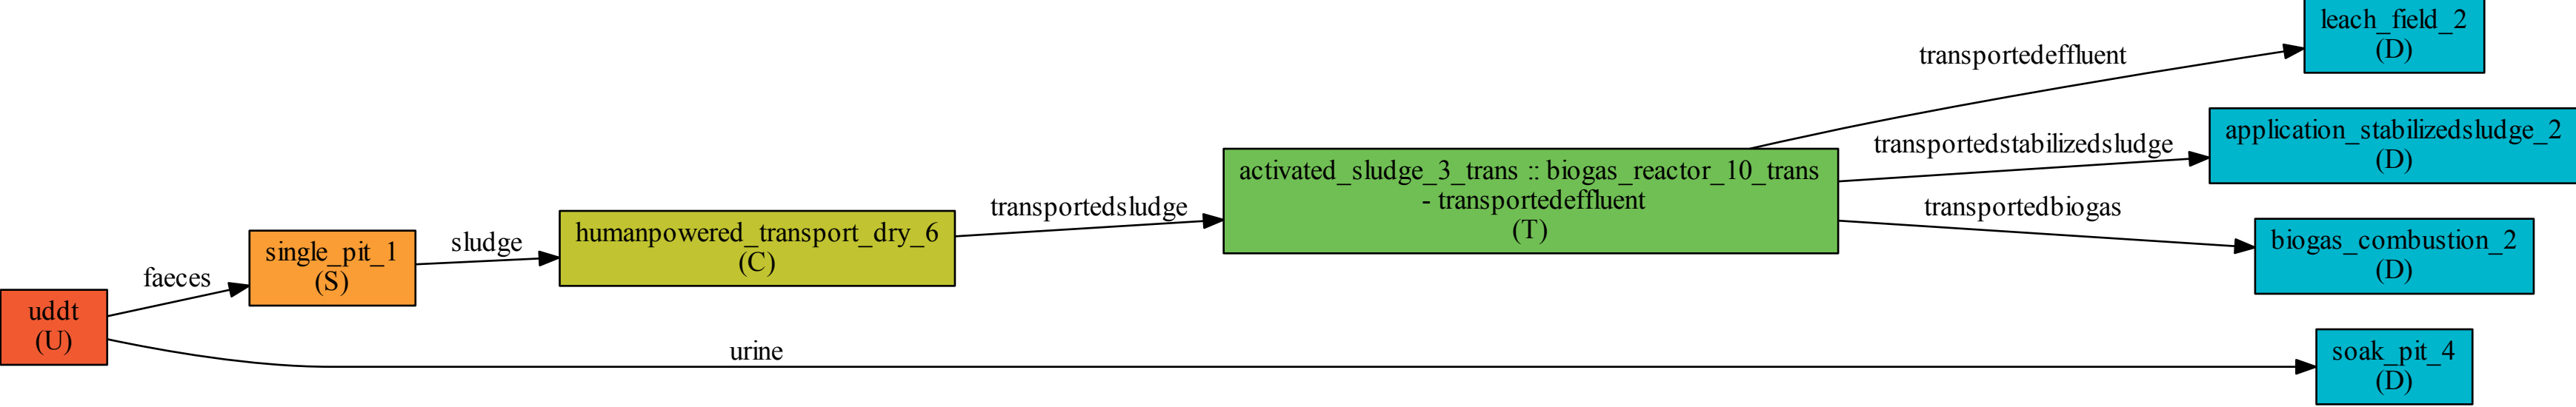 leach_field_2
(D)
transportedeffluent
application_stabilizedsludge_2
(D)
transportedstabilizedsludge
activated_sludge_3_trans :: biogas_reactor_10_trans
- transportedeffluent
(T)
transportedbiogas
biogas_combustion_2
(D)
transportedsludge
humanpowered_transport_dry_6
(C)
sludge
single_pit_1
(S)
faeces
uddt
(U)
urine
soak_pit_4
(D)